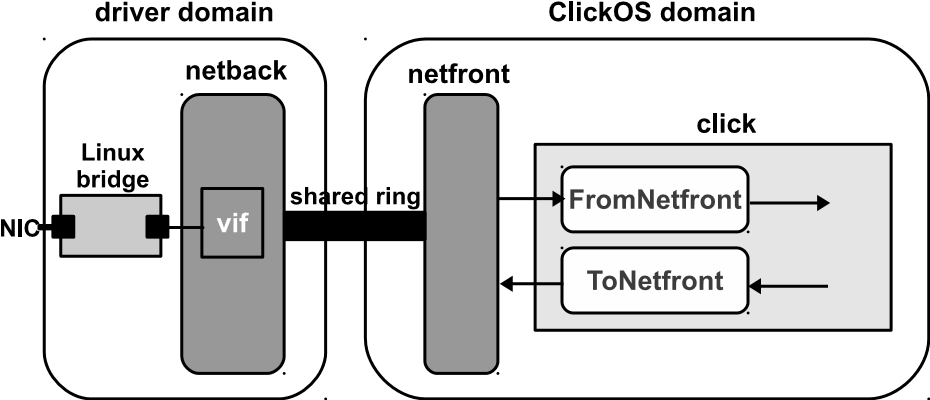 driver domain
ClickOS domain
netback
netfront
click
Linux
bridge
shared ring
FromNetfront
NIC
vif
ToNetfront